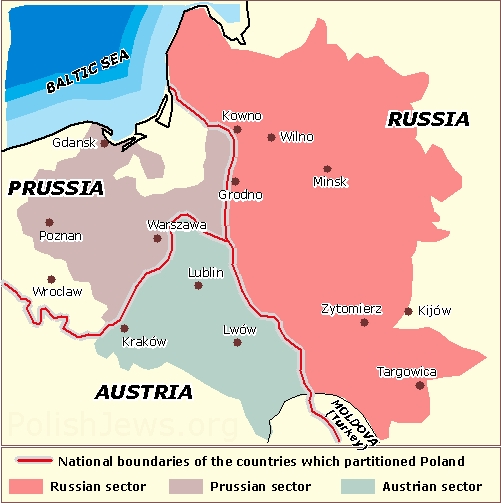 BALTIC SEA
RUSSIA
Kowno
Wilno
Gdansk
Minsk
PRUSSIA
Grodno
Poznan
Warszawa
Lublin
Wroclaw
Zytomierz
Kijów
Kraków
Lwów
Targowica
AUSTRIA
MOLDOVA
(Turkey)
PolishJews.org
National boundaries of the countries which partitioned Poland
Russian sector
Prussian sector
Austrian sector